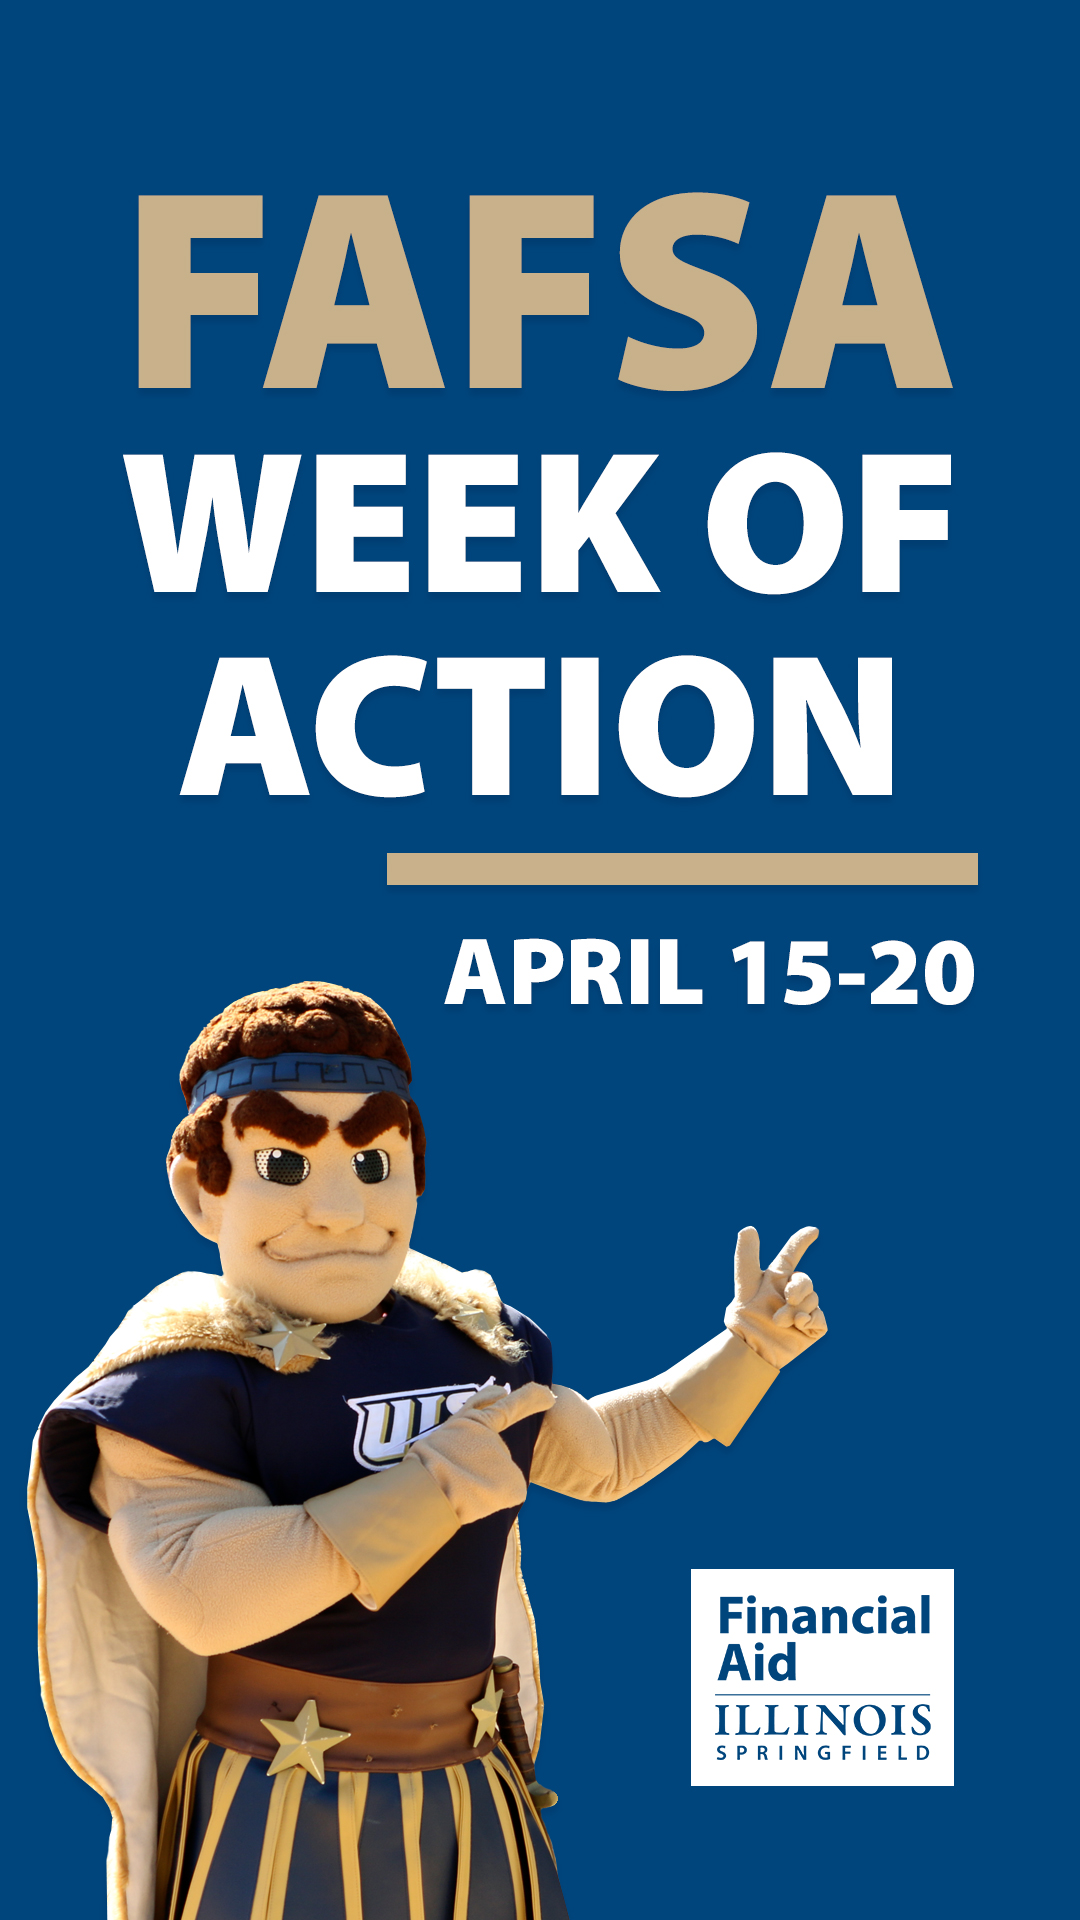 FAFSA
WEEK OF
ACTION
APRIL 15-20
UIS
Financial
Aid
ILLINOIS
SPRINGFIELD